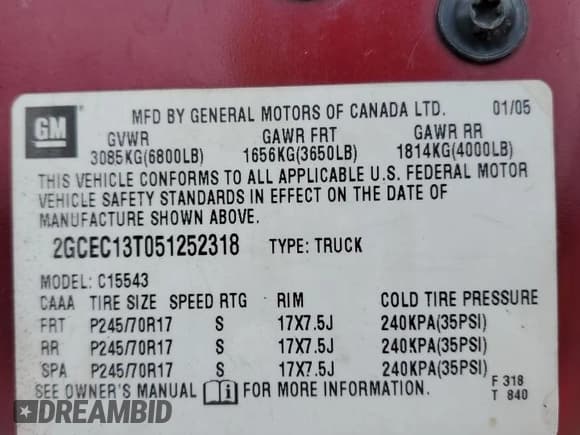 GM
MFD BY GENERAL MOTORS OF CANADA LTD. 01/05
GVWR GAWR FRT GAWR RR
3085KG(6800LB) 1656KG(3650LB) 1814KG(4000LB)
THIS VEHICLE CONFORMS TO ALL APPLICABLE U.S. FEDERAL MOTOR
VEHICLE SAFETY STANDARDS IN EFFECT ON THE DATE OF
MANUFACTURE SHOWN ABOVE.
2GCEC13T051252318 TYPE: TRUCK
MODEL: C15543
CAAA TIRE SIZE SPEED RTG RIM COLD TIRE PRESSURE
FRT P245/70R17 S 17X7.5J 240KPA(35PSI)
RR P245/70R17 S 17X7.5J 240KPA(35PSI)
SPA P245/70R17 S 17X7.5J 240KPA(35PSI)
SEE OWNER'S MANUAL i FOR MORE INFORMATION.
F 318
T 840
DREAMBID